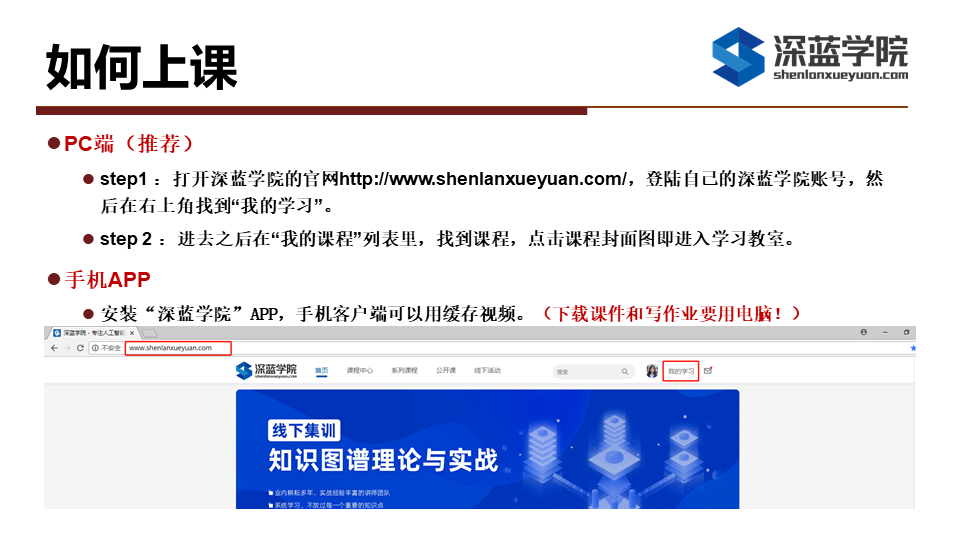 如何上课
深蓝学院
shenlanxueyuan.com
PC端（推荐）
step1： 打开深蓝学院的官网http://www.shenlanxueyuan.com/，登陆自己的深蓝学院账号，然
后在右上角找到“我的学习”。
step 2： 进去之后在“我的课程”列表里，找到课程，点击课程封面图即进入学习教室。
手机APP
安装“深蓝学院”APP，手机客户端可以用缓存视频。（下载课件和写作业要用电脑！）
深蓝学院 - 专注人工智能
不安全 www.shenlanxueyuan.com
深蓝学院 首页 课程中心 系列课程 公开课 线下活动 搜索 我的学习
shenlanxueyuan.com
线下集训
知识图谱理论与实战
业内耕耘多年、实战经验丰富的讲师团队
系统学习、不放过每一个重要的知识点